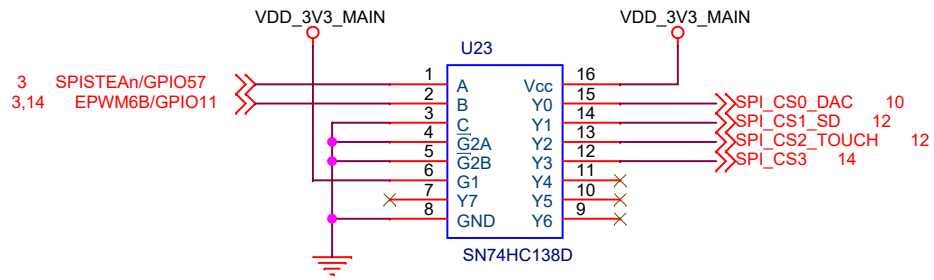 VDD_3V3_MAIN VDD_3V3_MAIN
U23
3 SPISTEAn/GPIO57 1 A Vcc 16
3,14 EPWM6B/GPIO11 2 B Y0 15 SPI_CS0_DAC 10
3 C Y1 14 SPI_CS1_SD 12
4 G2A Y2 13 SPI_CS2_TOUCH 12
5 G2B Y3 12 SPI_CS3 14
6 G1 Y4 11
7 Y7 Y5 10
8 GND Y6 9
SN74HC138D